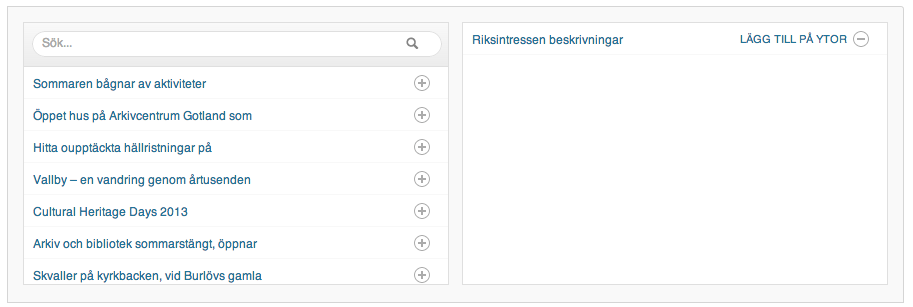 Sök...
Sommaren bågnar av aktiviteter
Öppet hus på Arkivcentrum Gotland som
Hitta oupptäckta hällristningar på
Vallby – en vandring genom årtusenden
Cultural Heritage Days 2013
Arkiv och bibliotek sommarstängt, öppnar
Skvaller på kyrkbacken, vid Burlövs gamla
Riksintressen beskrivningar LÄGG TILL PÅ YTOR